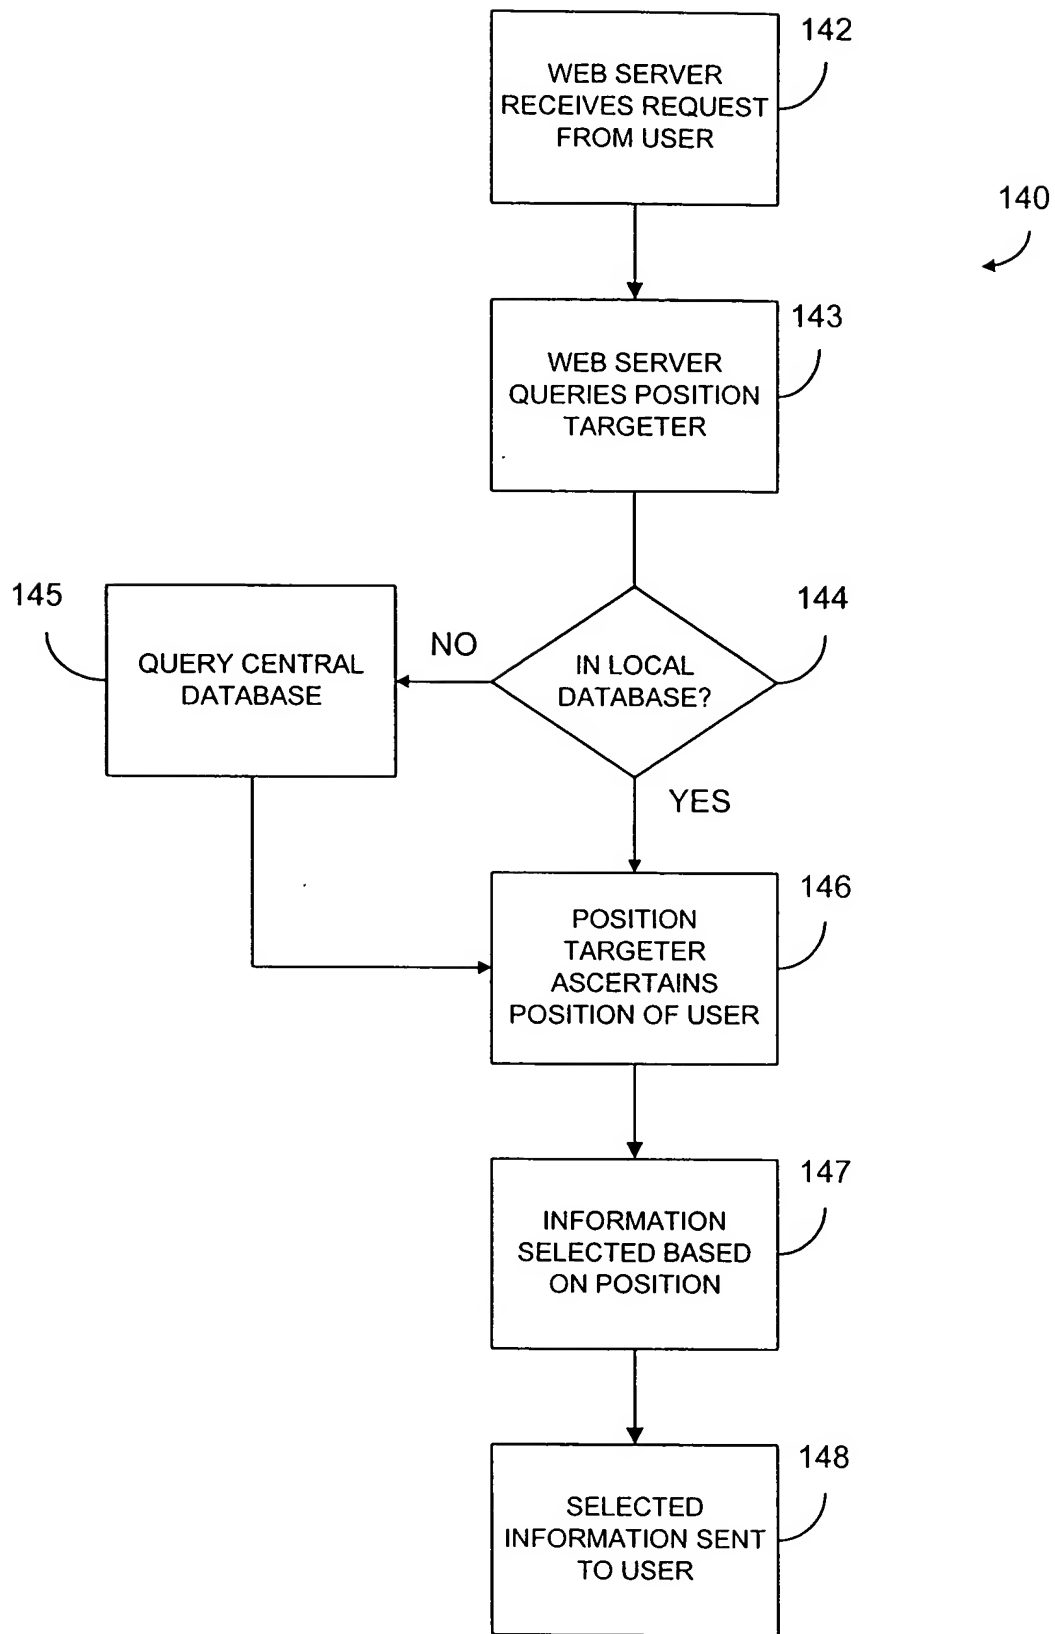 142
WEB SERVER
RECEIVES REQUEST
FROM USER
140
143
WEB SERVER
QUERIES POSITION
TARGETER
145
144
NO
QUERY CENTRAL
DATABASE
IN LOCAL
DATABASE?
YES
146
POSITION
TARGETER
ASCERTAINS
POSITION OF USER
147
INFORMATION
SELECTED BASED
ON POSITION
148
SELECTED
INFORMATION SENT
TO USER